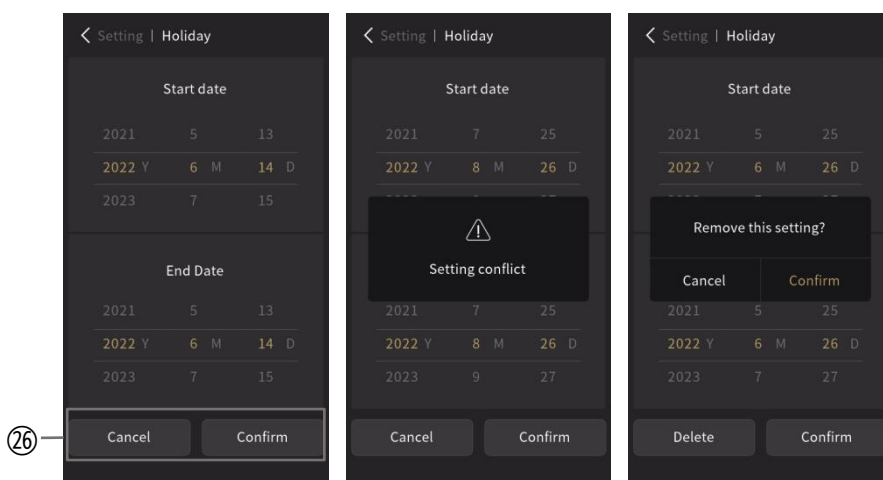 Setting | Holiday
Start date
2021 5 13
2022 Y 6 M 14 D
2023 7 15
End Date
2021 5 13
2022 Y 6 M 14 D
2023 7 15
㉖
Cancel Confirm
Setting | Holiday
Start date
2021 7 25
2022 Y 8 M 26 D
Setting conflict
2021 7 25
2022 Y 8 M 26 D
2023 9 27
Cancel Confirm
Setting | Holiday
Start date
2021 5 25
2022 Y 6 M 26 D
Remove this setting?
Cancel Confirm
2021 5 25
2022 Y 6 M 26 D
2023 7 27
Delete Confirm